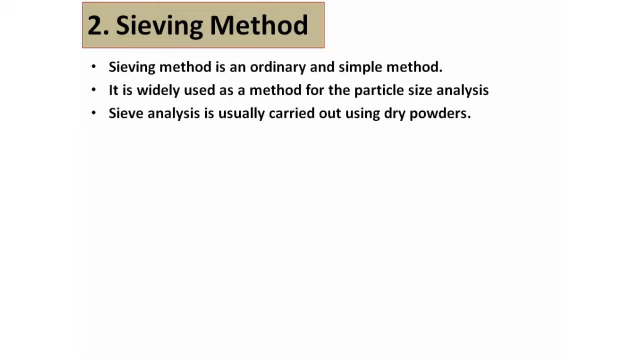 2. Sieving Method
• Sieving method is an ordinary and simple method.
• It is widely used as a method for the particle size analysis
• Sieve analysis is usually carried out using dry powders.